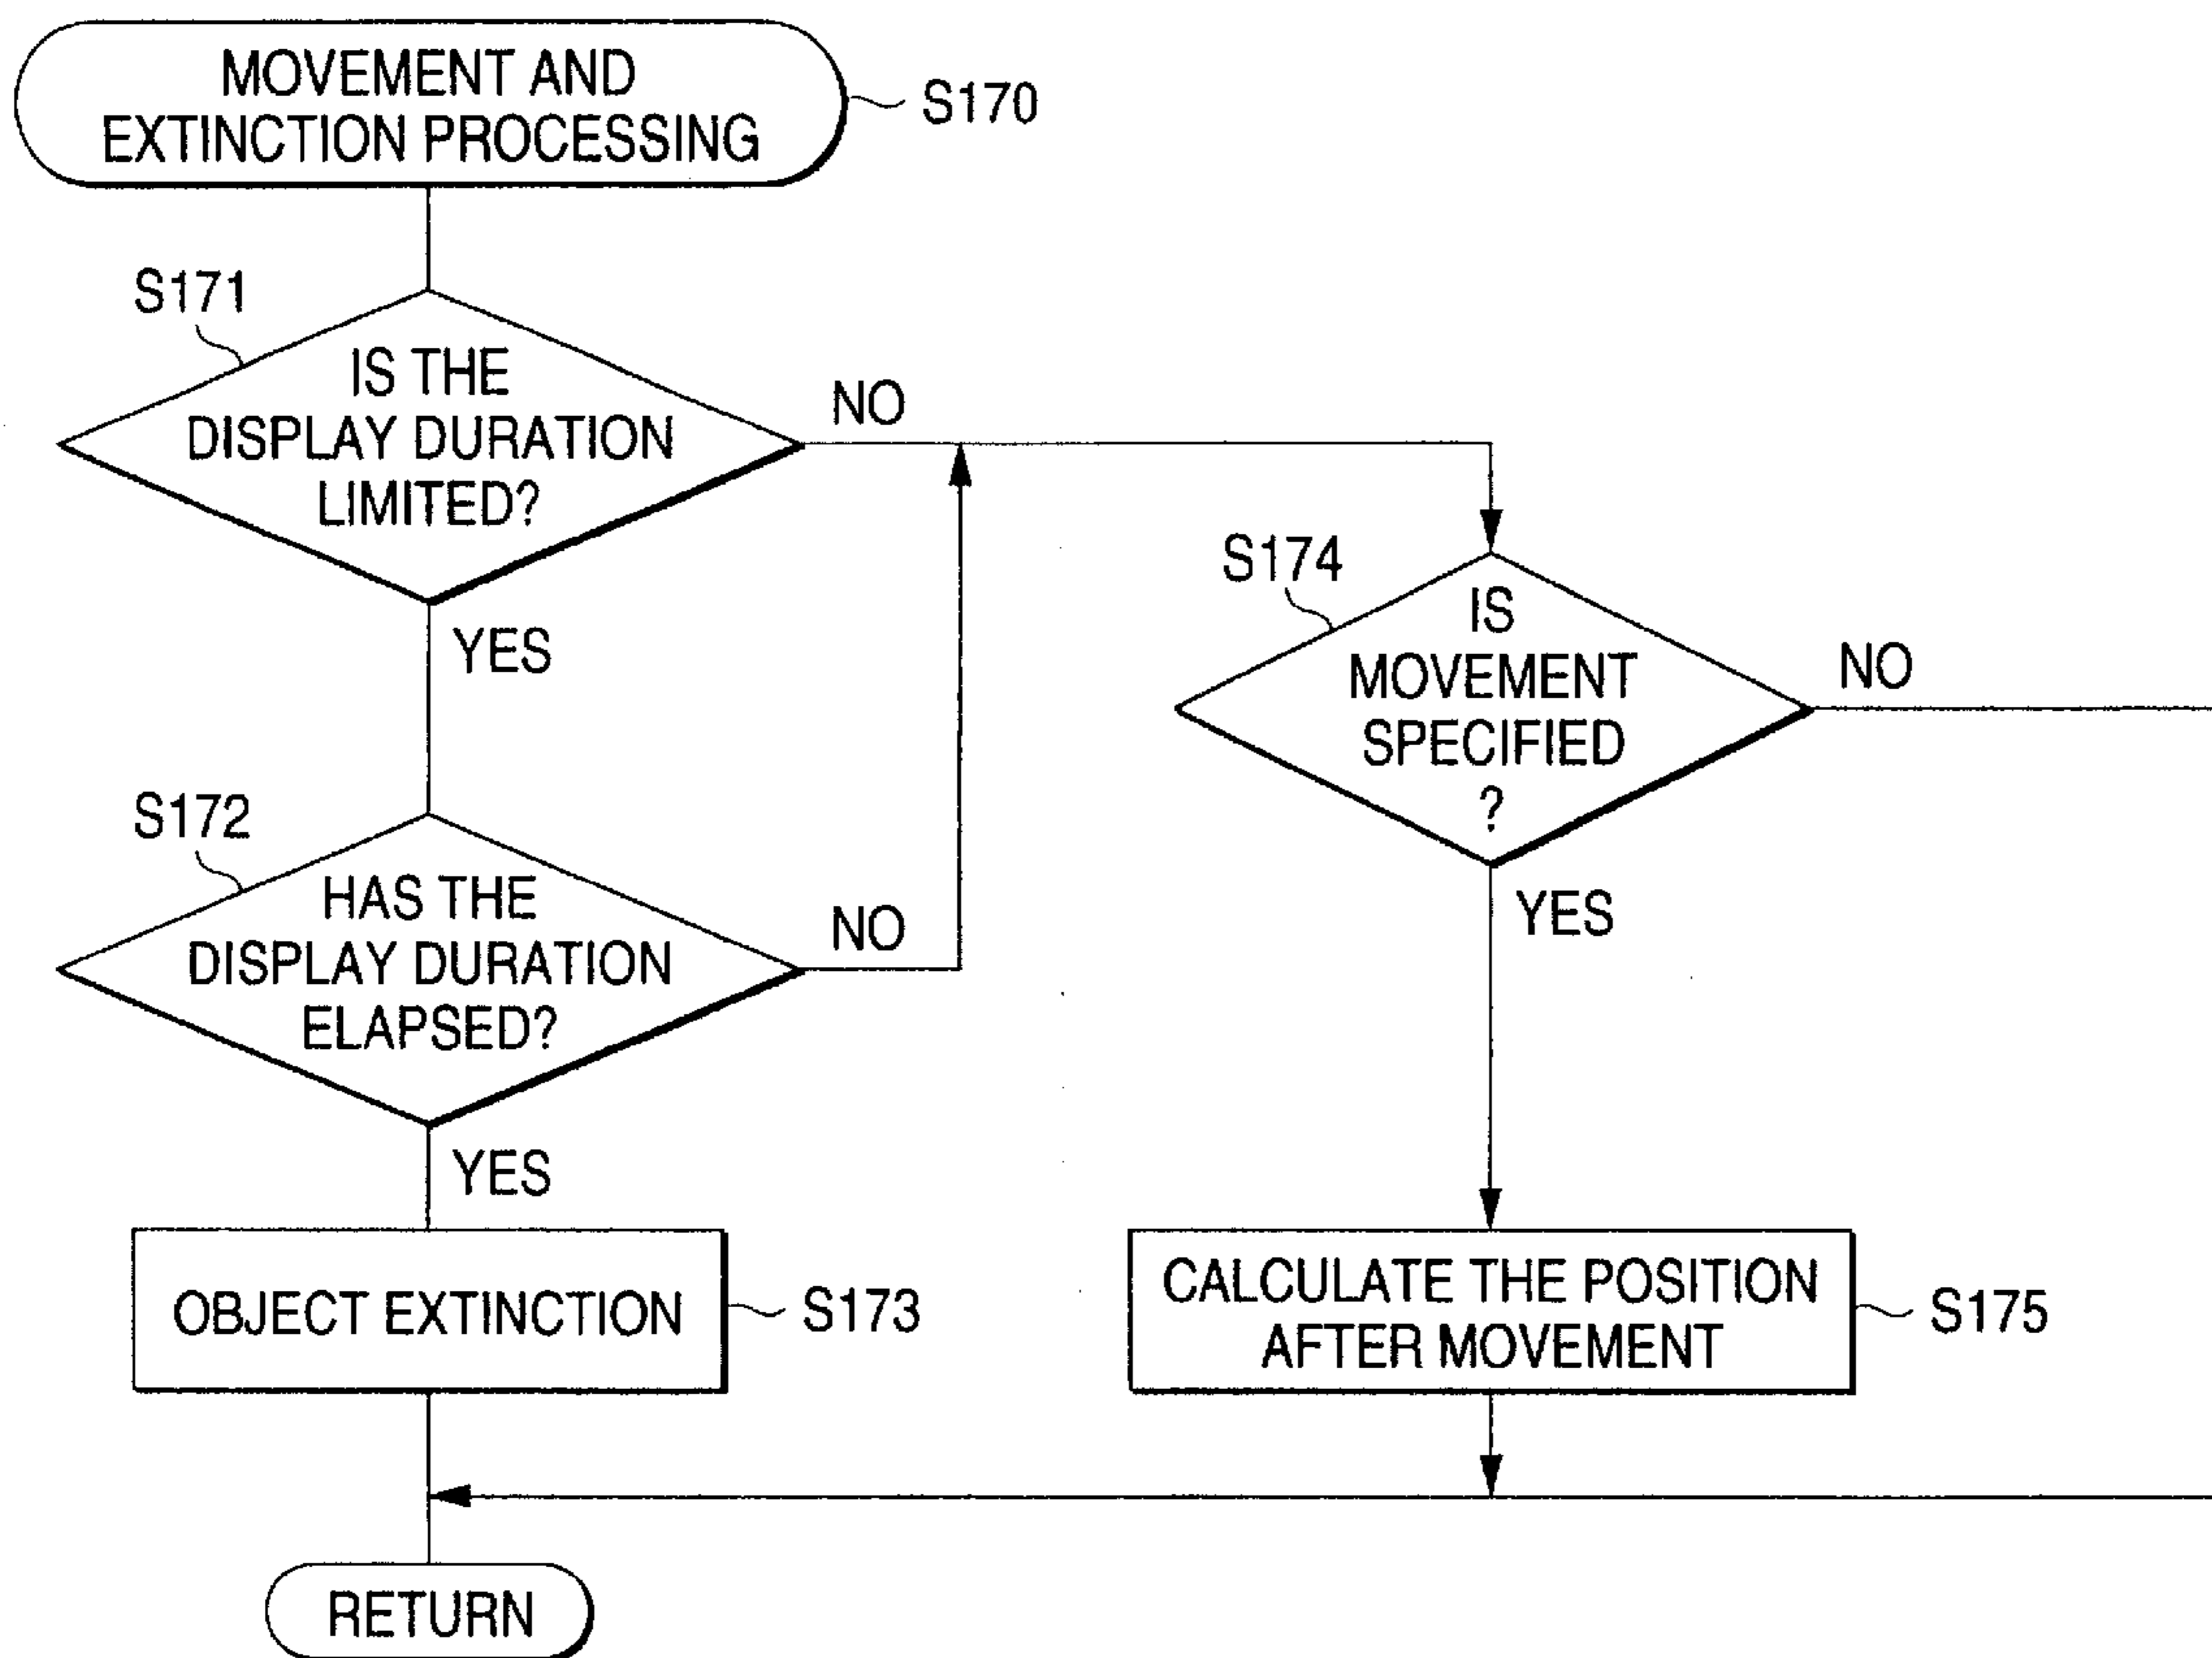 MOVEMENT AND
EXTINCTION PROCESSING
S170
S171
IS THE
DISPLAY DURATION
LIMITED?
NO
YES
S172
HAS THE
DISPLAY DURATION
ELAPSED?
NO
YES
OBJECT EXTINCTION
S173
S174
IS
MOVEMENT
SPECIFIED
?
NO
YES
CALCULATE THE POSITION
AFTER MOVEMENT
S175
RETURN